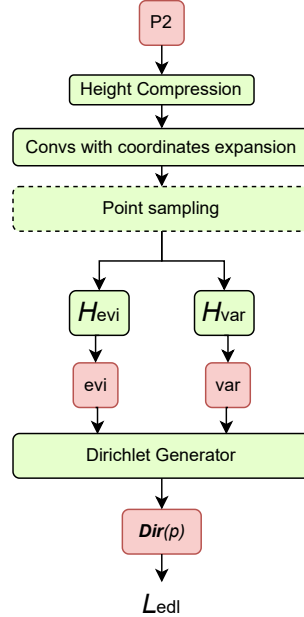 P2
Height Compression
Convs with coordinates expansion
Point sampling
Hevi Hvar
evi var
Dirichlet Generator
Dir(p)
Ledl